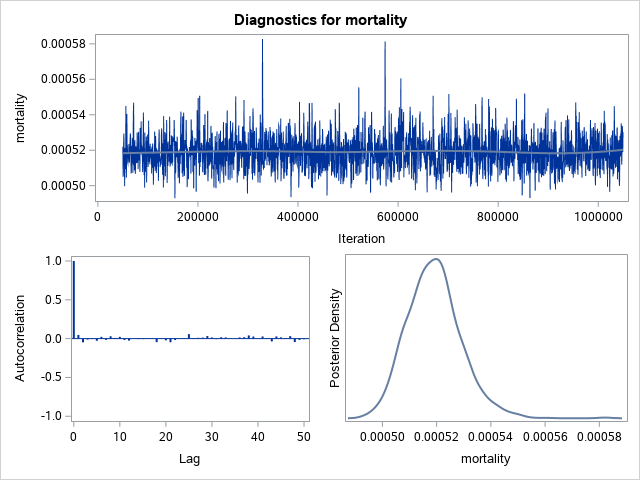 Diagnostics for mortality
0.00058
0.00056
0.00054
0.00052
0.00050
mortality
0 200000 400000 600000 800000 1000000
Iteration
1.0
0.5
0.0
-0.5
-1.0
Autocorrelation
0 10 20 30 40 50
Lag
Posterior Density
0.00050 0.00052 0.00054 0.00056 0.00058
mortality